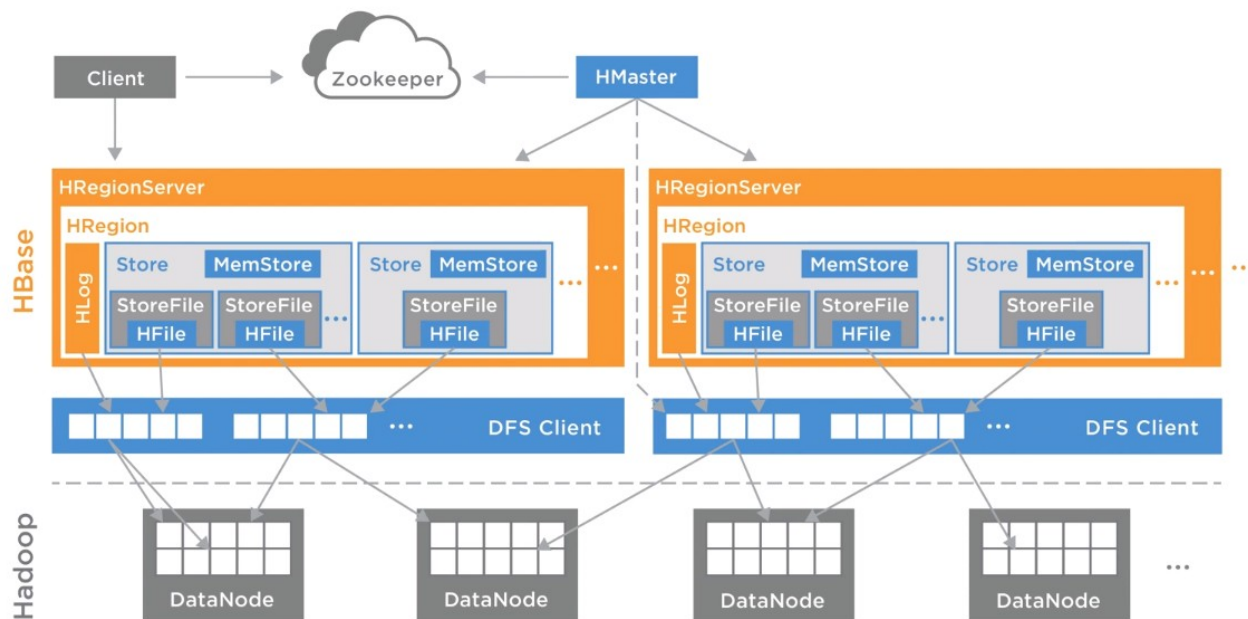 Client
Zookeeper
HMaster
HBase
HRegionServer
HRegion
HLog
Store
MemStore
StoreFile
HFile
StoreFile
HFile
...
Store
MemStore
StoreFile
HFile
...
...
HRegionServer
HRegion
HLog
Store
MemStore
StoreFile
HFile
StoreFile
HFile
...
Store
MemStore
StoreFile
HFile
...
...
...
...
DFS Client
...
DFS Client
Hadoop
DataNode
DataNode
DataNode
DataNode
...